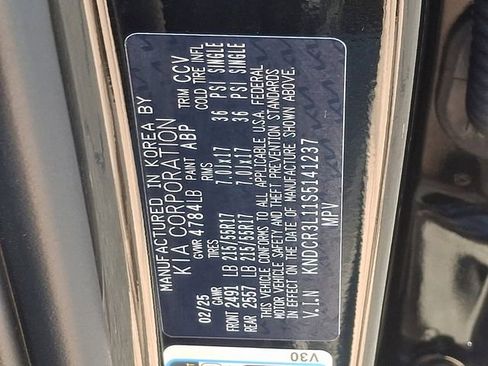 MANUFACTURED IN KOREA BY
KIA CORPORATION
02/25 GVWR 4784LB PAINT ABP TRIM CCV
GAWR TIRES RIMS COLD TIRE INFL
FRONT 2491 LB 215/55R17 7.0Jx17 36 PSI SINGLE
REAR 2557 LB 215/55R17 7.0Jx17 36 PSI SINGLE
THIS VEHICLE CONFORMS TO ALL APPLICABLE U.S.A. FEDERAL
MOTOR VEHICLE SAFETY AND THEFT PREVENTION STANDARDS
IN EFFECT ON THE DATE OF MANUFACTURE SHOWN ABOVE.
V.I.N KNDCR3L11S5141237
MPV
V30